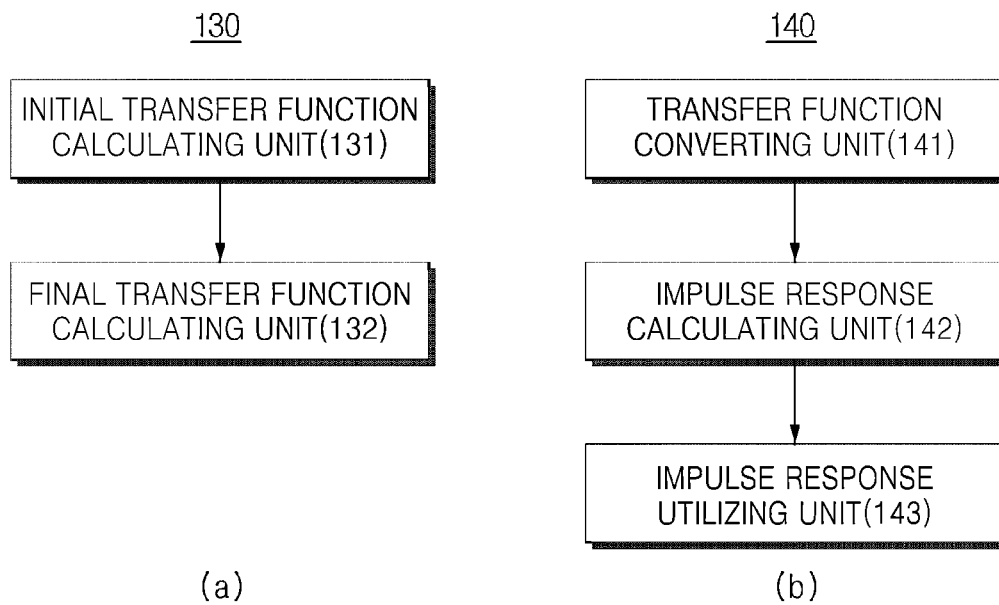 130
INITIAL TRANSFER FUNCTION
CALCULATING UNIT(131)
FINAL TRANSFER FUNCTION
CALCULATING UNIT(132)
(a)
140
TRANSFER FUNCTION
CONVERTING UNIT(141)
IMPULSE RESPONSE
CALCULATING UNIT(142)
IMPULSE RESPONSE
UTILIZING UNIT(143)
(b)